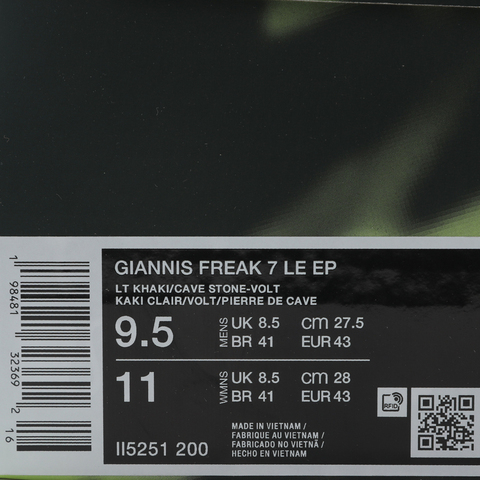 GIANNIS FREAK 7 LE EP
LT KHAKI/CAVE STONE-VOLT
KAKI CLAIR/VOLT/PIERRE DE CAVE
9.5 MENS UK 8.5 cm 27.5
BR 41 EUR 43
11 WMNS UK 8.5 cm 28
BR 41 EUR 43
II5251 200
MADE IN VIETNAM /
FABRIQUE AU VIETNAM /
FABRICADO NO VIETNÃ /
HECHO EN VIETNAM
RFID
1 98481 32369 2 16